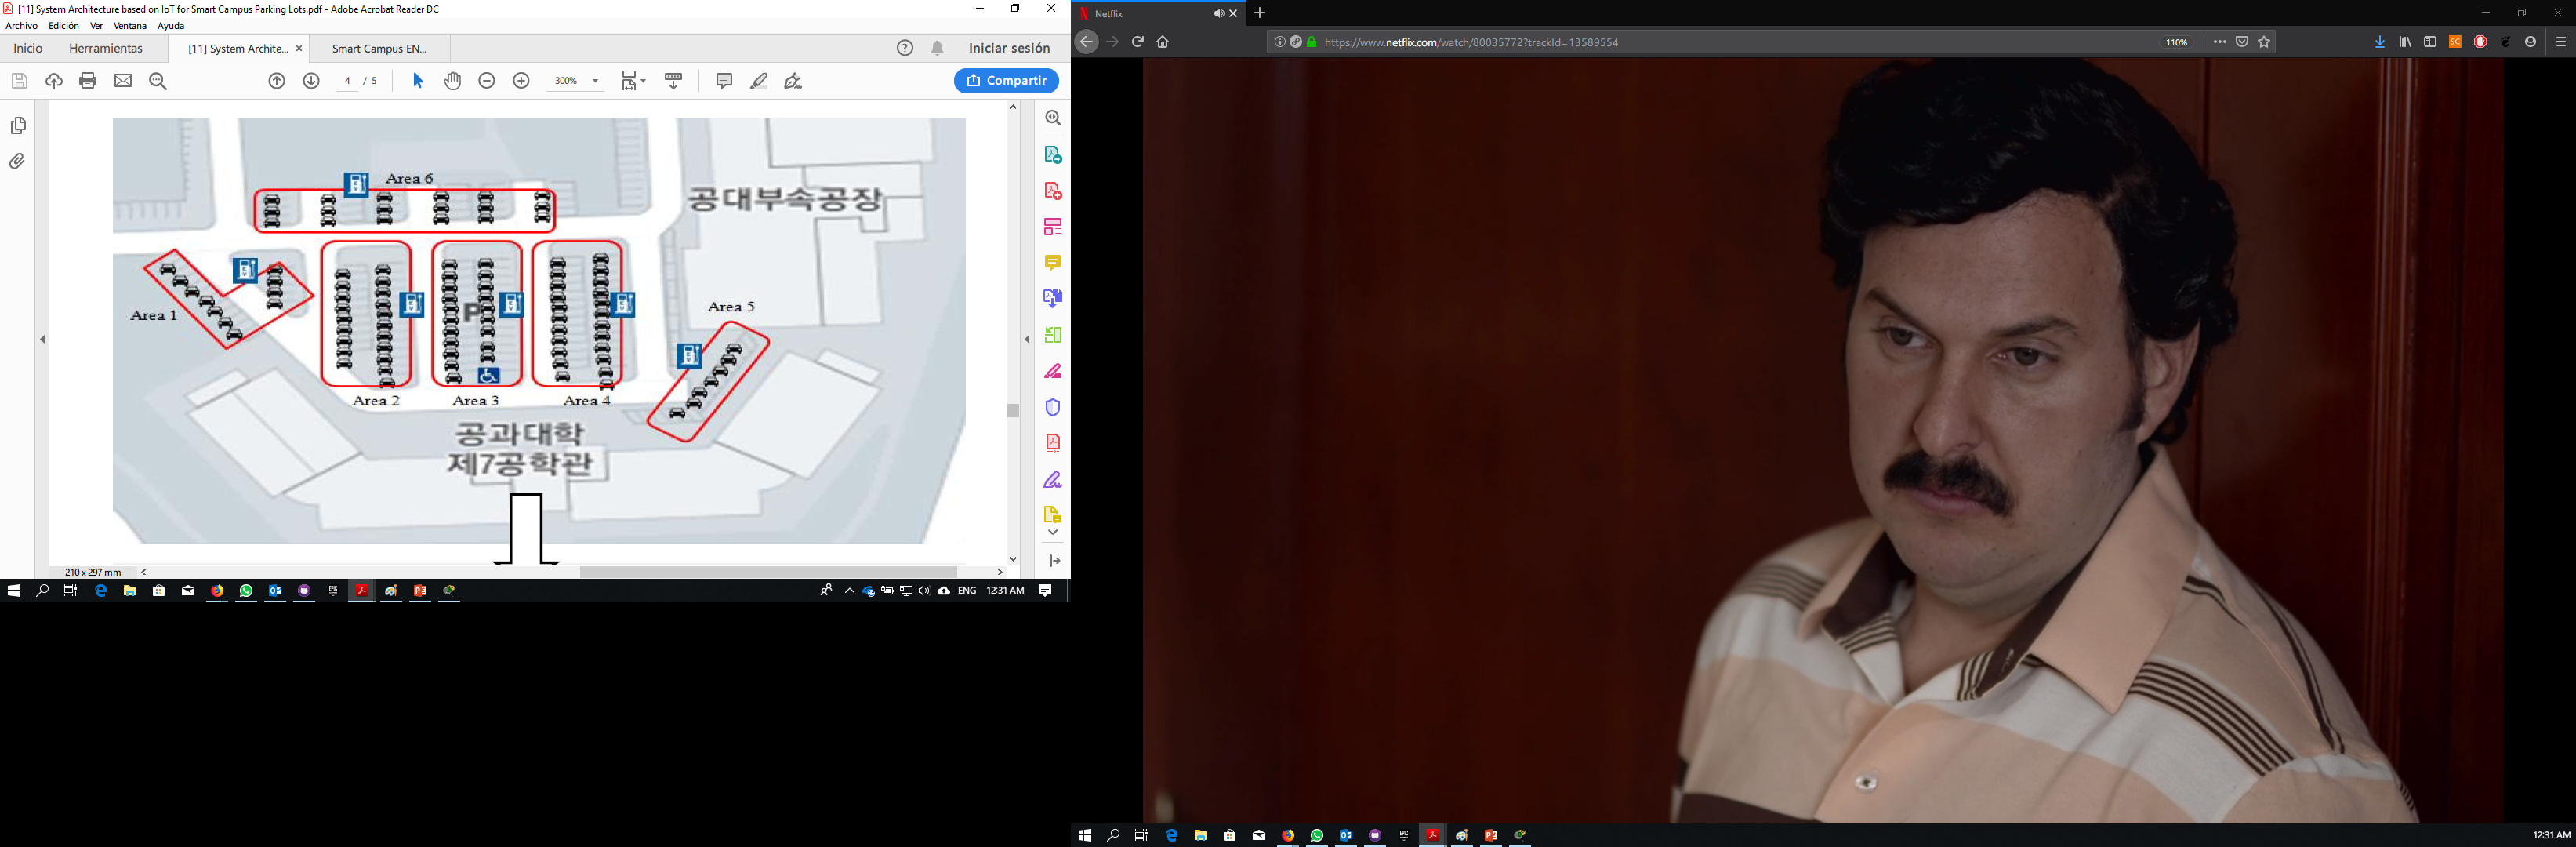 [11] System Architecture based on IoT for Smart Campus Parking Lots.pdf - Adobe Acrobat Reader DC
Archivo Edición Ver Ventana Ayuda
Inicio Herramientas [11] System Archite... × Smart Campus EN... Iniciar sesión
4 / 5 300% Compartir
Area 6
공대부속공장
Area 1
P
Area 5
Area 2 Area 3 Area 4
공과대학
제7공학관
210 x 297 mm
ENG 12:31 AM
Netflix
https://www.netflix.com/watch/80035772?trackId=13589554 110%
12:31 AM